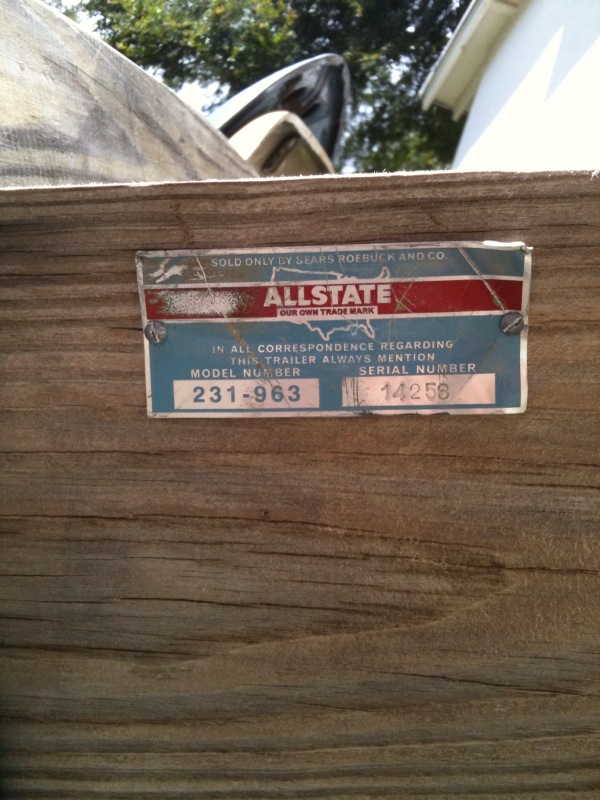 SOLD ONLY BY SEARS ROEBUCK AND CO.
ALLSTATE
OUR OWN TRADE MARK
IN ALL CORRESPONDENCE REGARDING
THIS TRAILER ALWAYS MENTION
MODEL NUMBER SERIAL NUMBER
231-963 14256